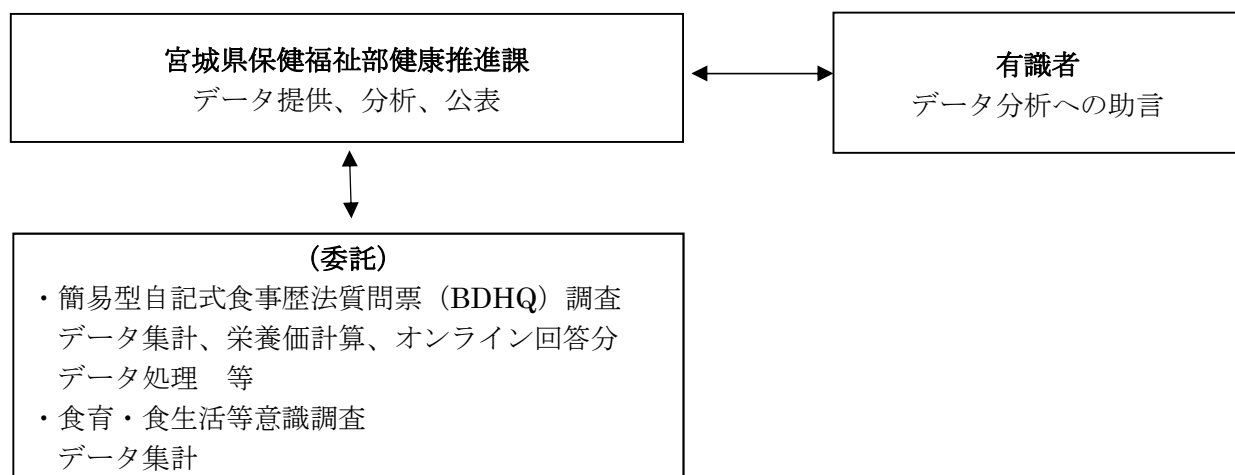 宮城県保健福祉部健康推進課
データ提供、分析、公表
有識者
データ分析への助言
（委託）
・簡易型自記式食事歴法質問票（BDHQ）調査
データ集計、栄養価計算、オンライン回答分
データ処理　等
・食育・食生活等意識調査
データ集計